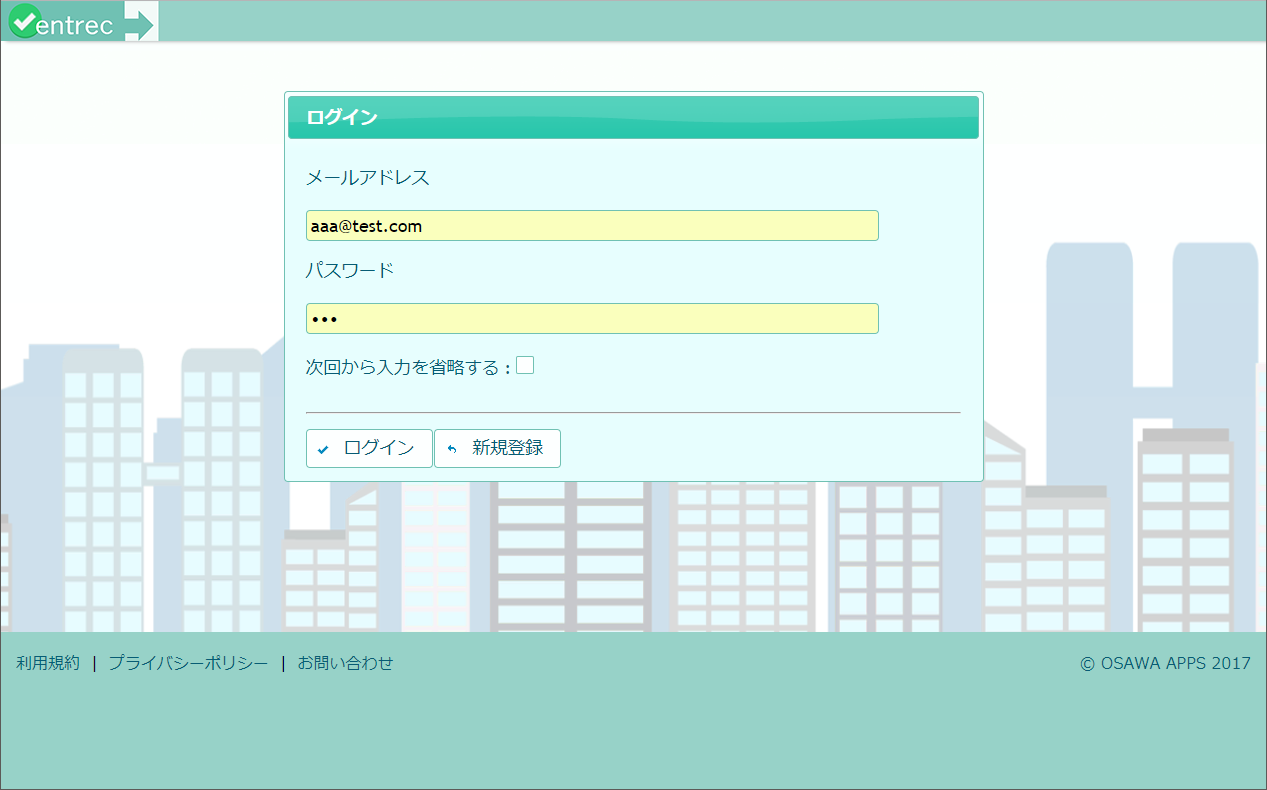 entrec
ログイン
メールアドレス
aaa@test.com
パスワード
•••
次回から入力を省略する：
ログイン 新規登録
利用規約 | プライバシーポリシー | お問い合わせ © OSAWA APPS 2017